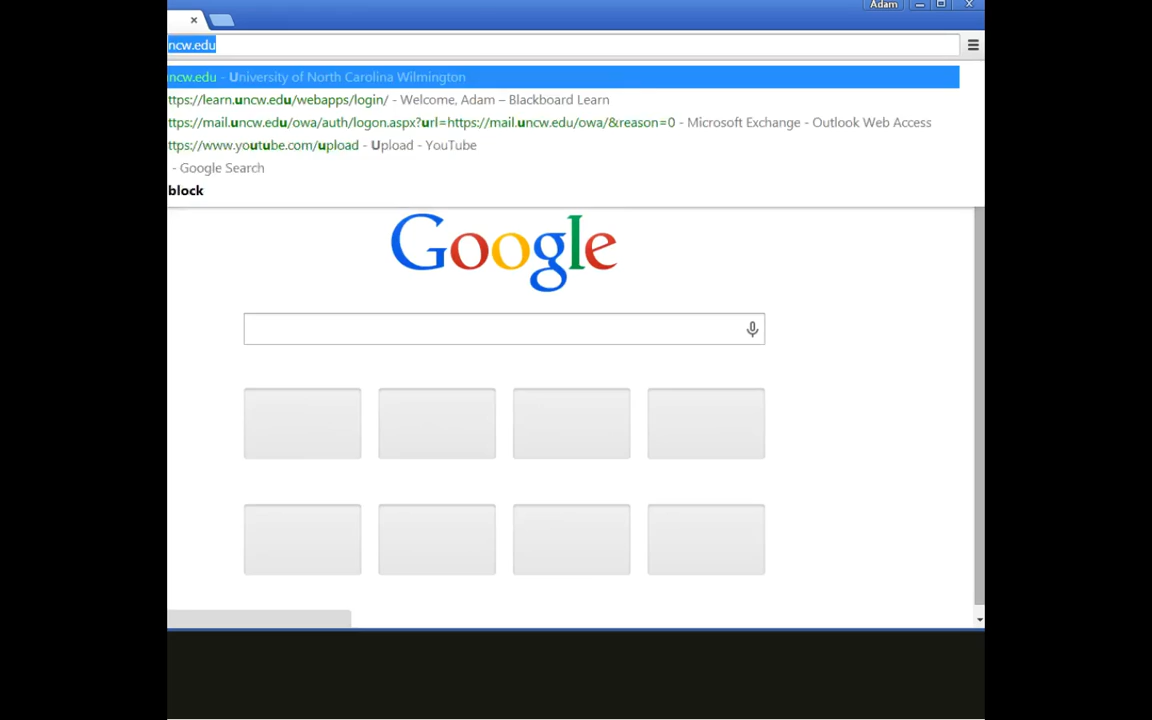 Adam
ncw.edu
ncw.edu - University of North Carolina Wilmington
ttps://learn.uncw.edu/webapps/login/ - Welcome, Adam – Blackboard Learn
ttps://mail.uncw.edu/owa/auth/logon.aspx?url=https://mail.uncw.edu/owa/&reason=0 - Microsoft Exchange - Outlook Web Access
ttps://www.youtube.com/upload - Upload - YouTube
- Google Search
block
Google